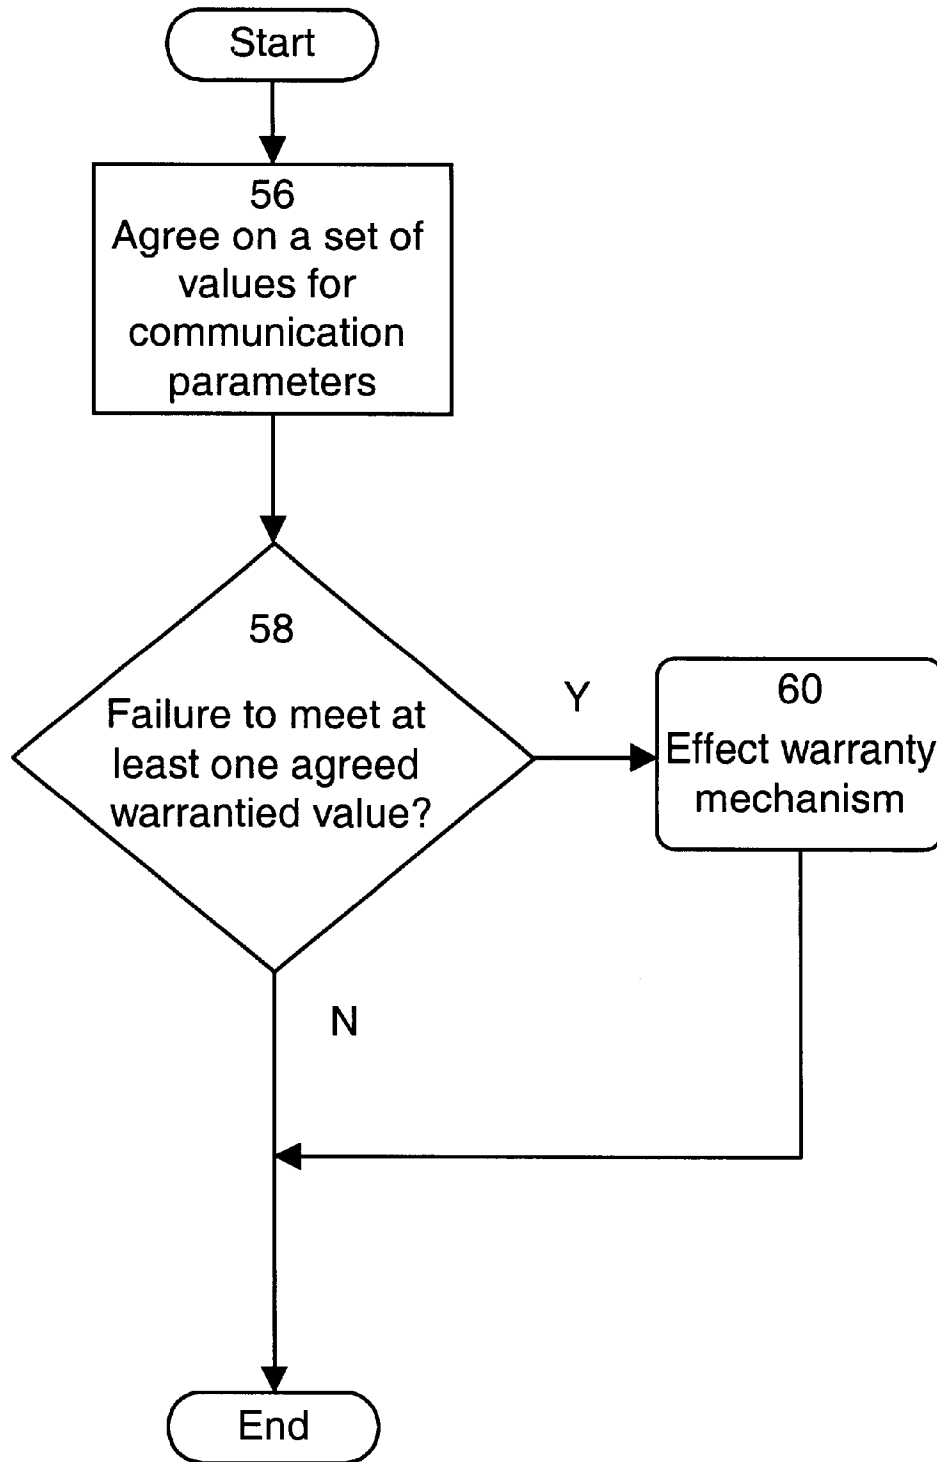 Start
56
Agree on a set of
values for
communication
parameters
58
Failure to meet at
least one agreed
warrantied value?
Y
60
Effect warranty
mechanism
N
End